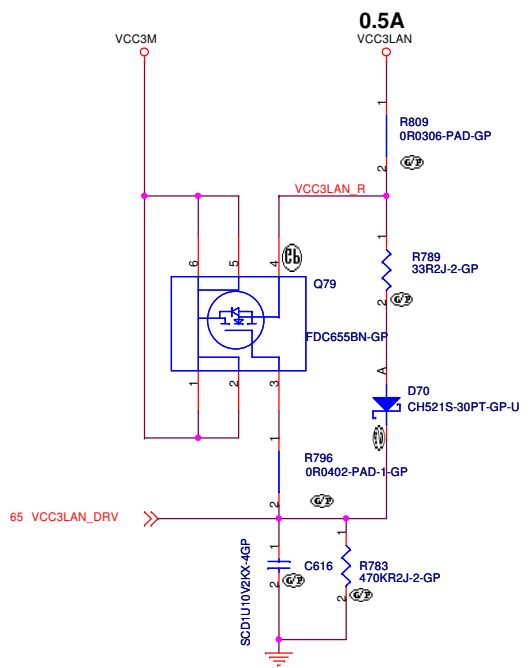 0.5A
VCC3M
VCC3LAN
1
R809
0R0306-PAD-GP
2
G/P
VCC3LAN_R
1
R789
33R2J-2-GP
2
G/P
6
5
4
Q79
FDC655BN-GP
1
2
3
A
D70
CH521S-30PT-GP-U
1
R796
0R0402-PAD-1-GP
2
G/P
65 VCC3LAN_DRV
1
C616
SCD1U10V2KX-4GP
2
G/P
1
R783
470KR2J-2-GP
2
G/P